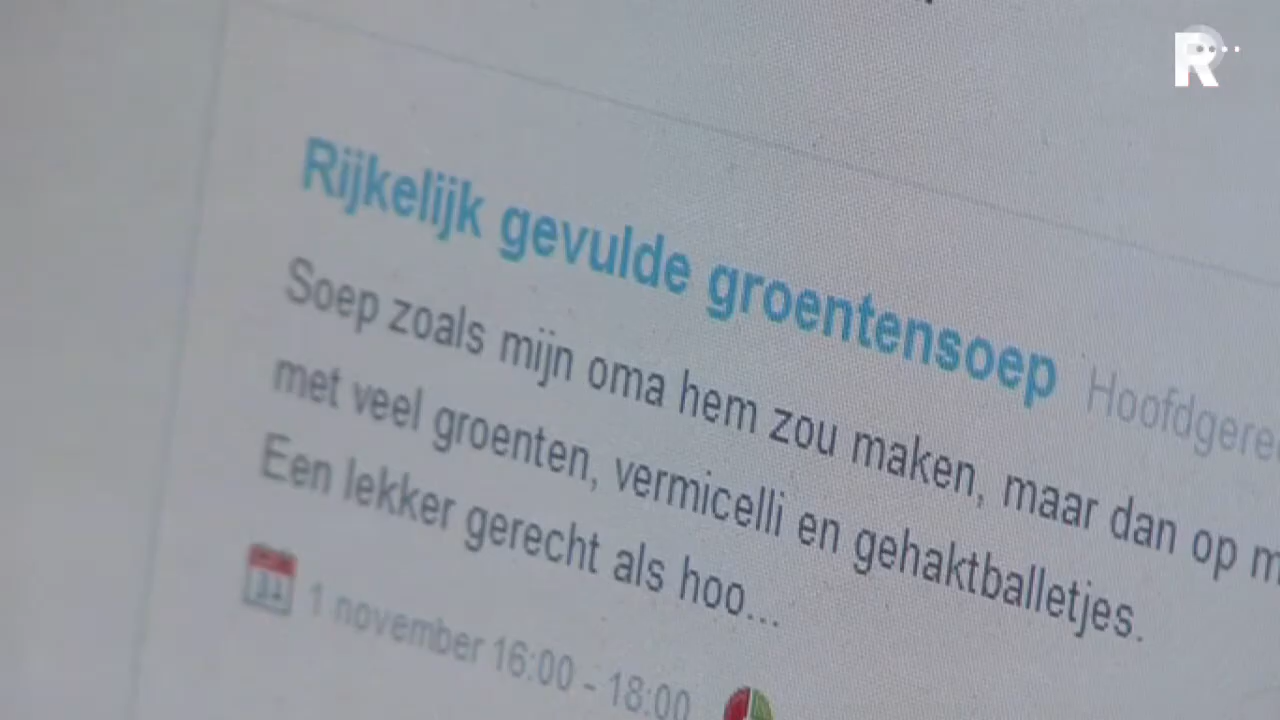 R
Rijkelijk gevulde groentensoep Hoofdgere
Soep zoals mijn oma hem zou maken, maar dan op m
met veel groenten, vermicelli en gehaktballetjes.
Een lekker gerecht als hoo...
1 november 16:00 - 18:00